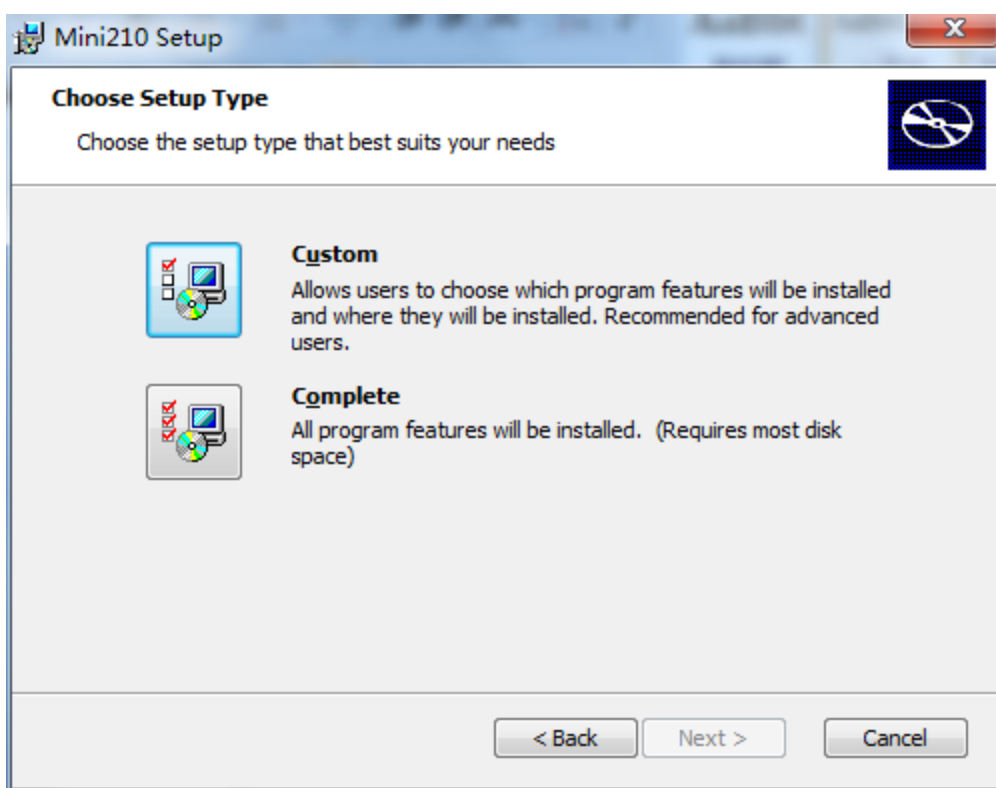 Mini210 Setup
Choose Setup Type
Choose the setup type that best suits your needs
Custom
Allows users to choose which program features will be installed
and where they will be installed. Recommended for advanced
users.
Complete
All program features will be installed.  (Requires most disk
space)
< Back Next > Cancel